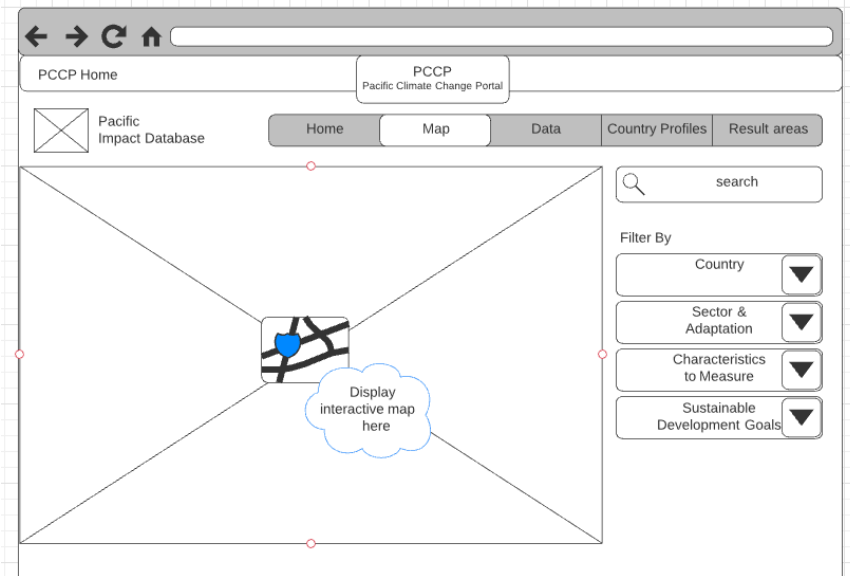 PCCP Home
PCCP
Pacific Climate Change Portal
Pacific
Impact Database
Home
Map
Data
Country Profiles
Result areas
search
Filter By
Country
Sector &
Adaptation
Characteristics
to Measure
Sustainable
Development Goals
Display
interactive map
here